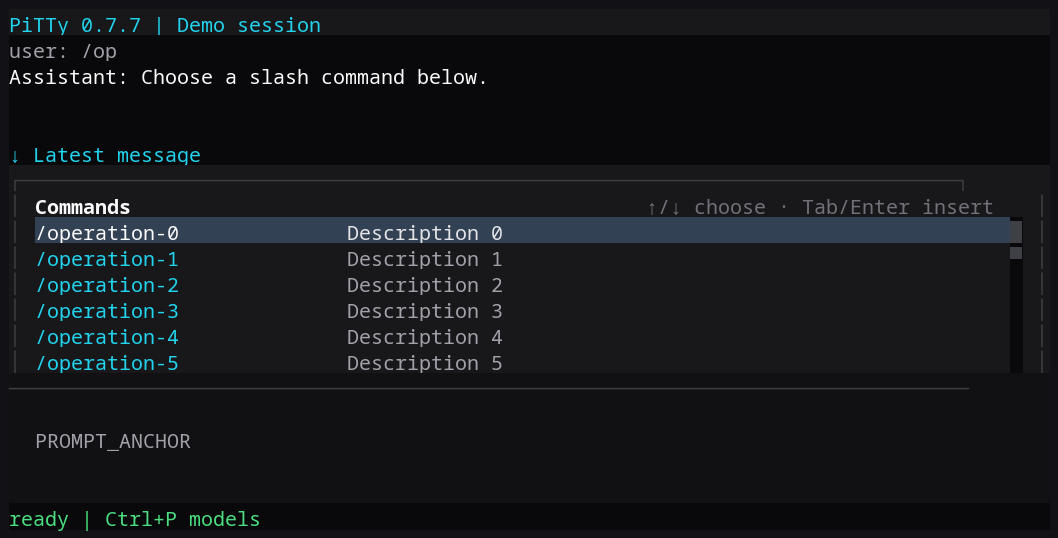 PiTTy 0.7.7 | Demo session
user: /op
Assistant: Choose a slash command below.
↓ Latest message
Commands ↑/↓ choose · Tab/Enter insert
/operation-0 Description 0
/operation-1 Description 1
/operation-2 Description 2
/operation-3 Description 3
/operation-4 Description 4
/operation-5 Description 5
PROMPT_ANCHOR
ready | Ctrl+P models